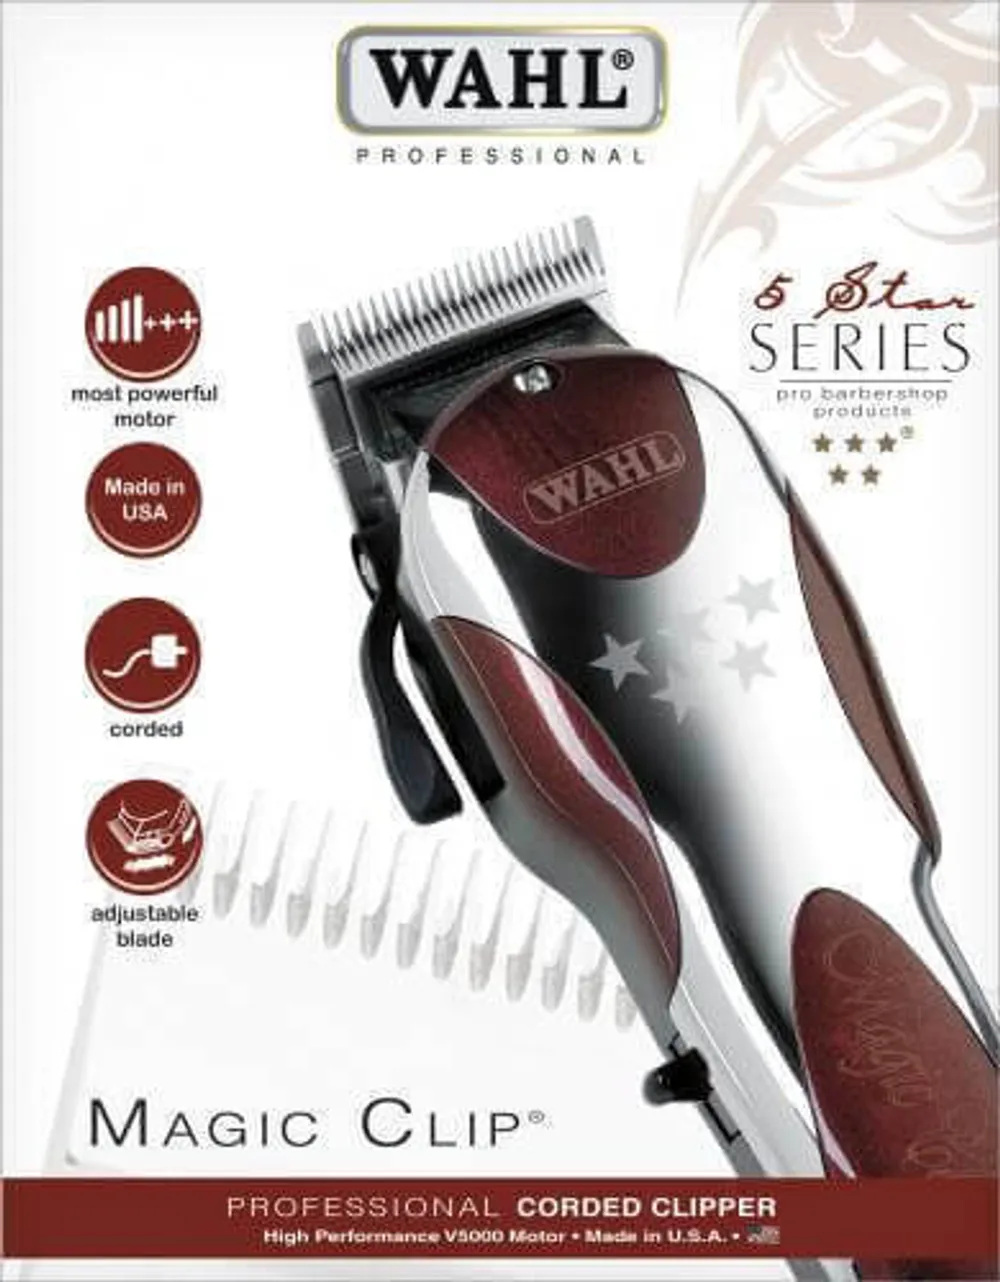 WAHL®
PROFESSIONAL
5 Star
SERIES
pro barbershop
products
®
+++
most powerful
motor
Made in
USA
corded
adjustable
blade
WAHL
Magic
MAGIC CLIP®
PROFESSIONAL CORDED CLIPPER
High Performance V5000 Motor • Made in U.S.A. •